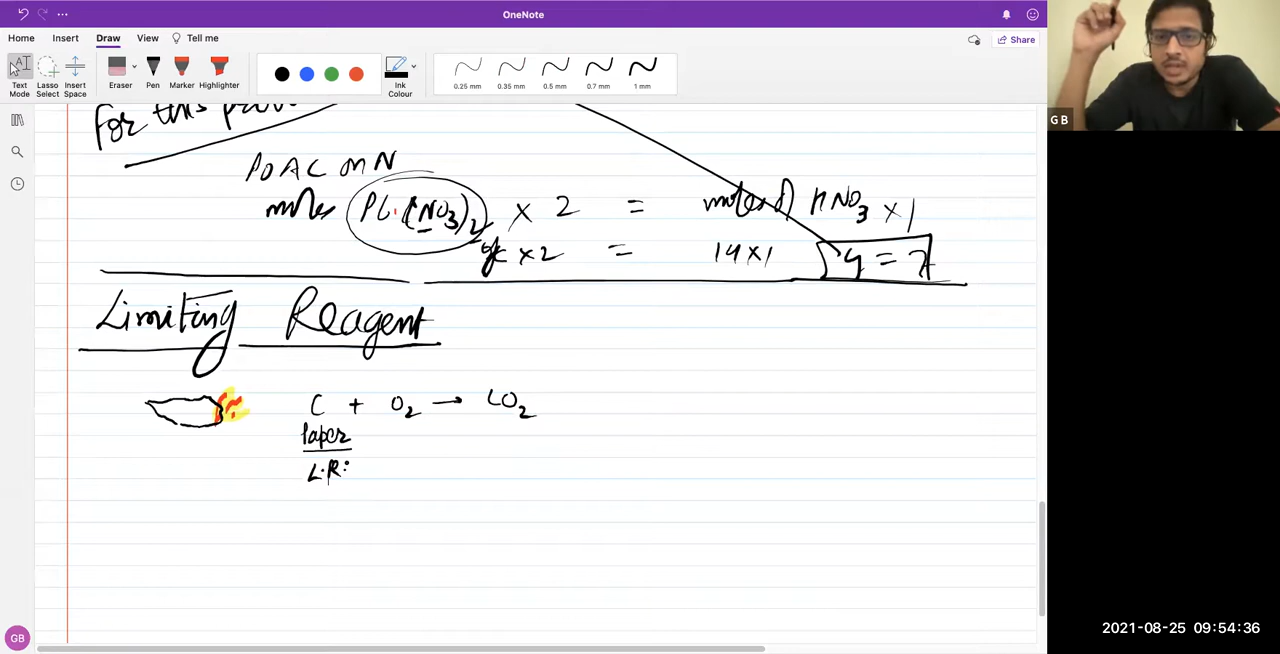 OneNote
Home Insert Draw View Tell me
Share
Text Mode
Lasso Select
Insert Space
Eraser
Pen
Marker
Highlighter
Ink Colour
0.25 mm 0.35 mm 0.5 mm 0.7 mm 1 mm
G B
for this
POAC on N
moles (NO3)2 × 2 = moles of HNO3 × 1
× 2 = 14 × 1 y = 7
Limiting Reagent
C + O2 → CO2
Paper
L.R.
GB
2021-08-25 09:54:36